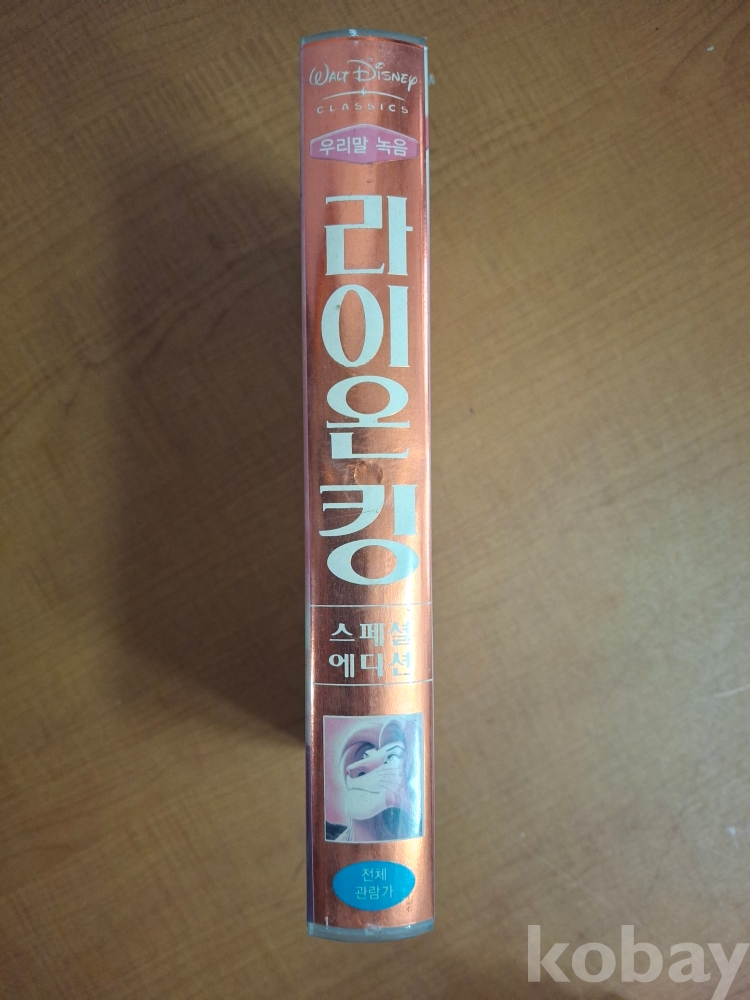 WALT DISNEY
CLASSICS
우리말 녹음
라이온 킹
스페셜
에디션
전체
관람가
kobay